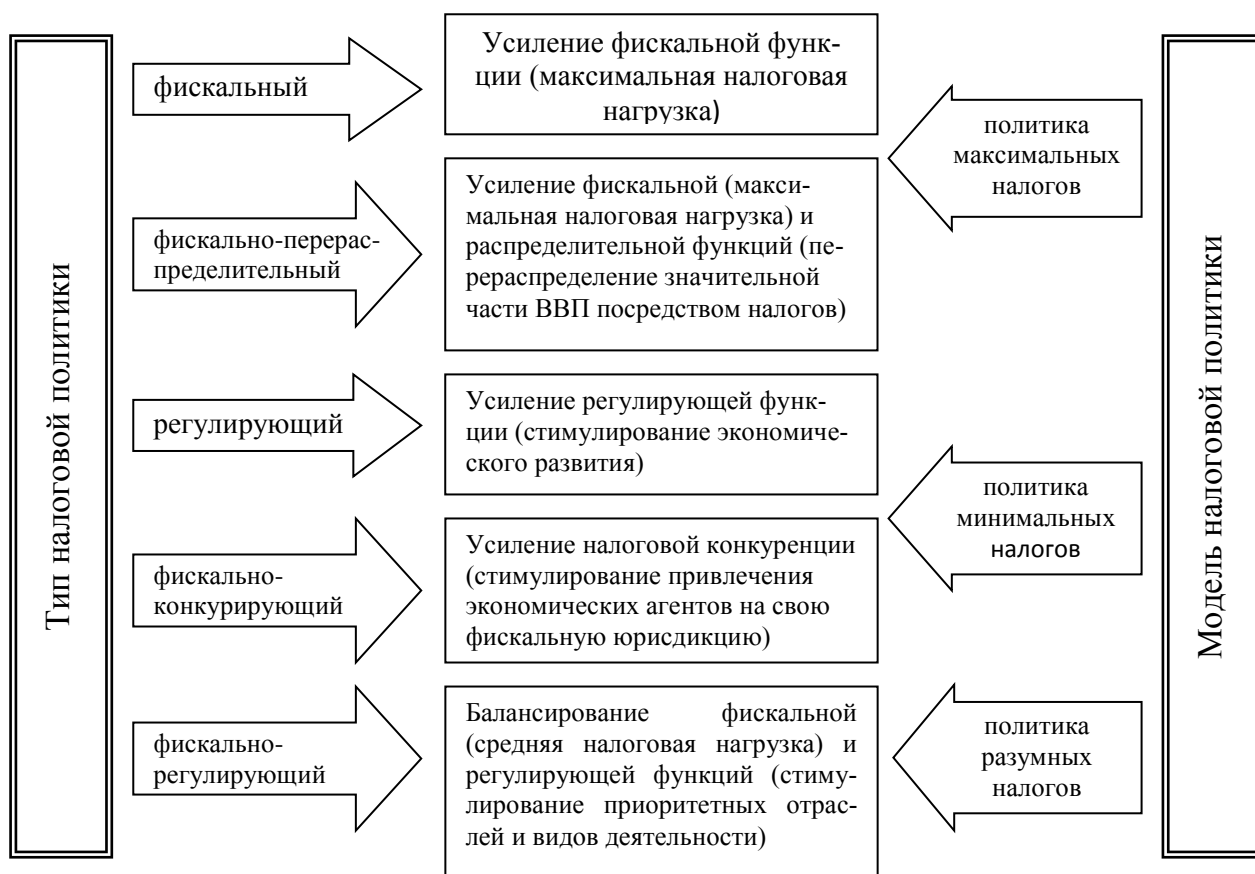 Тип налоговой политики
фискальный
Усиление фискальной функ-
ции (максимальная налоговая
нагрузка)
фискально-перерас-
пределительный
Усиление фискальной (макси-
мальная налоговая нагрузка) и
распределительной функций (пе-
рераспределение значительной
части ВВП посредством налогов)
политика
максимальных
налогов
регулирующий
Усиление регулирующей функ-
ции (стимулирование экономиче-
ского развития)
фискально-
конкурирующий
Усиление налоговой конкуренции
(стимулирование привлечения
экономических агентов на свою
фискальную юрисдикцию)
политика
минимальных
налогов
фискально-
регулирующий
Балансирование фискальной
(средняя налоговая нагрузка) и
регулирующей функций (стиму-
лирование приоритетных отрас-
лей и видов деятельности)
политика
разумных
налогов
Модель налоговой политики